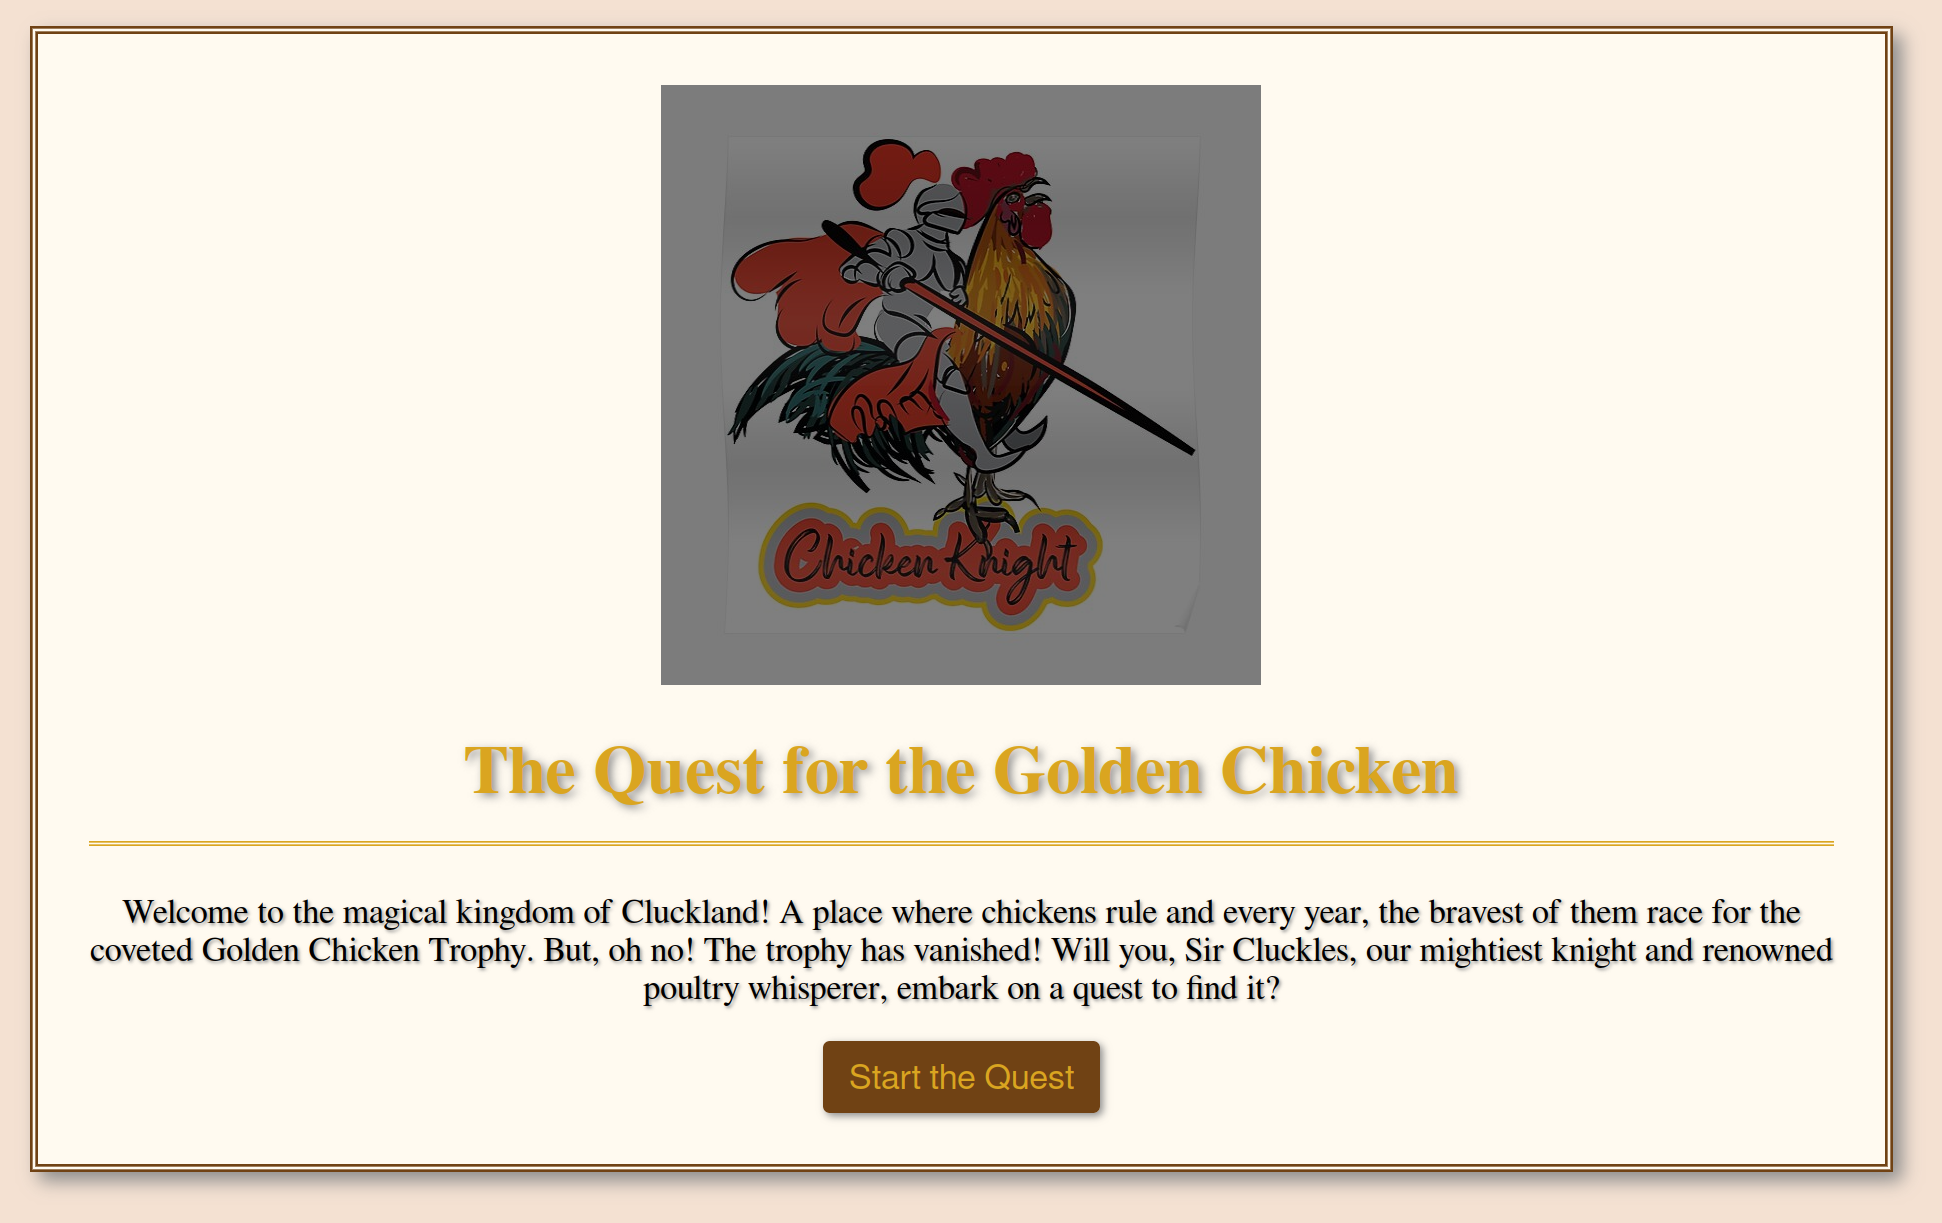 Chicken Knight
The Quest for the Golden Chicken
Welcome to the magical kingdom of Cluckland! A place where chickens rule and every year, the bravest of them race for the
coveted Golden Chicken Trophy. But, oh no! The trophy has vanished! Will you, Sir Cluckles, our mightiest knight and renowned
poultry whisperer, embark on a quest to find it?
Start the Quest